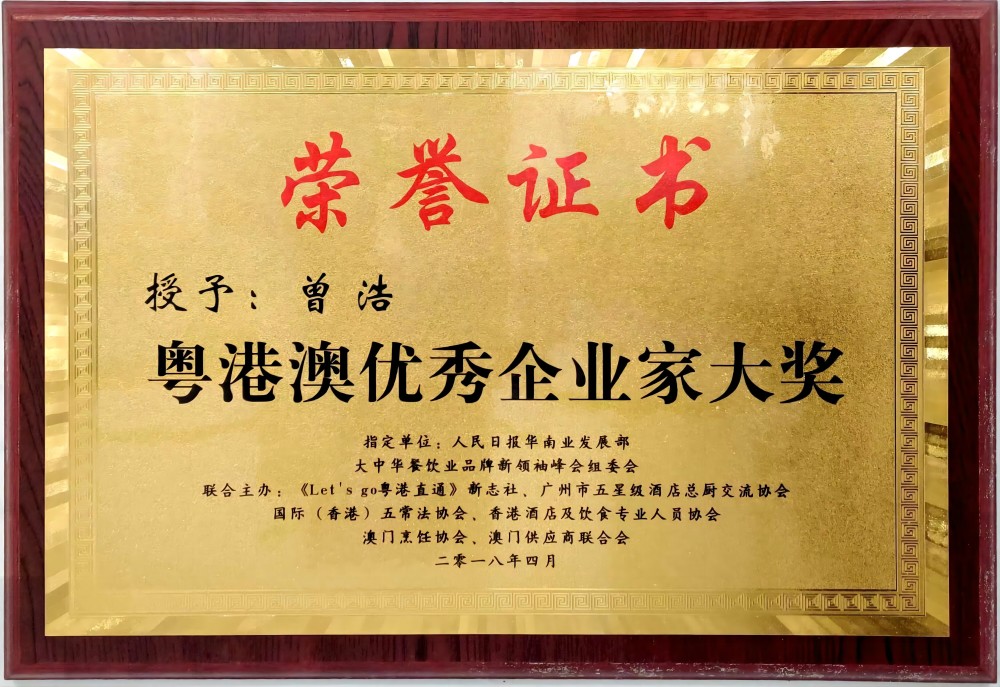 荣誉证书
授予：曾浩
粤港澳优秀企业家大奖
指定单位：人民日报华南业发展部
大中华餐饮业品牌新领袖峰会组委会
联合主办：《Let's go粤港直通》新志社、广州市五星级酒店总厨交流协会
国际（香港）五常法协会、香港酒店及饮食专业人员协会
澳门烹饪协会、澳门供应商联合会
二零一八年四月